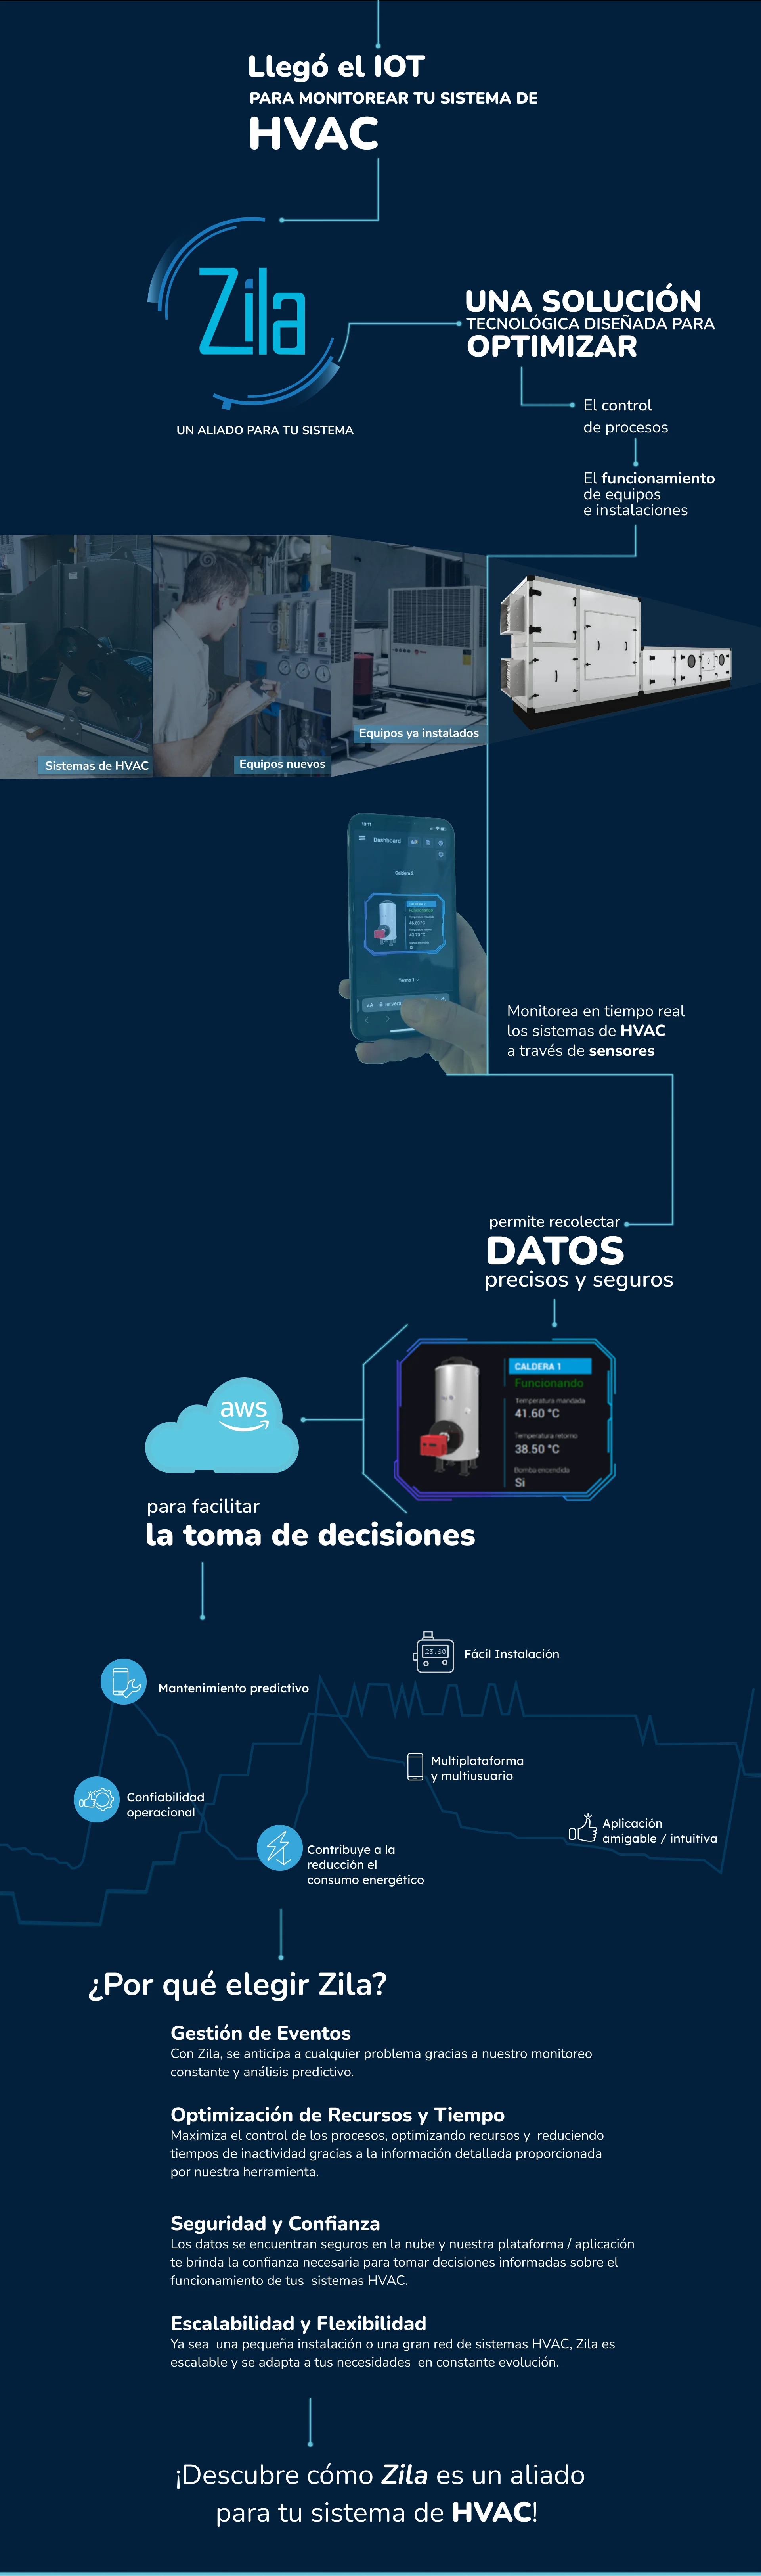 Llegó el IOT
PARA MONITOREAR TU SISTEMA DE
HVAC
Zila
UN ALIADO PARA TU SISTEMA
UNA SOLUCIÓN
TECNOLÓGICA DISEÑADA PARA
OPTIMIZAR
El control
de procesos
El funcionamiento
de equipos
e instalaciones
Sistemas de HVAC
Equipos nuevos
Equipos ya instalados
Dashboard
Caldera 2
Funcionando
Monitorea en tiempo real
los sistemas de HVAC
a través de sensores
permite recolectar
DATOS
precisos y seguros
CALDERA 1
Funcionando
Temperatura mandada
41.60 °C
Temperatura retorno
38.50 °C
Bomba encendida
Si
aws
para facilitar
la toma de decisiones
Mantenimiento predictivo
23.60
Fácil Instalación
Multiplataforma
y multiusuario
Confiabilidad
operacional
Aplicación
amigable / intuitiva
Contribuye a la
reducción el
consumo energético
¿Por qué elegir Zila?
Gestión de Eventos
Con Zila, se anticipa a cualquier problema gracias a nuestro monitoreo
constante y análisis predictivo.
Optimización de Recursos y Tiempo
Maximiza el control de los procesos, optimizando recursos y  reduciendo
tiempos de inactividad gracias a la información detallada proporcionada
por nuestra herramienta.
Seguridad y Confianza
Los datos se encuentran seguros en la nube y nuestra plataforma / aplicación
te brinda la confianza necesaria para tomar decisiones informadas sobre el
funcionamiento de tus  sistemas HVAC.
Escalabilidad y Flexibilidad
Ya sea  una pequeña instalación o una gran red de sistemas HVAC, Zila es
escalable y se adapta a tus necesidades  en constante evolución.
¡Descubre cómo Zila es un aliado
para tu sistema de HVAC!